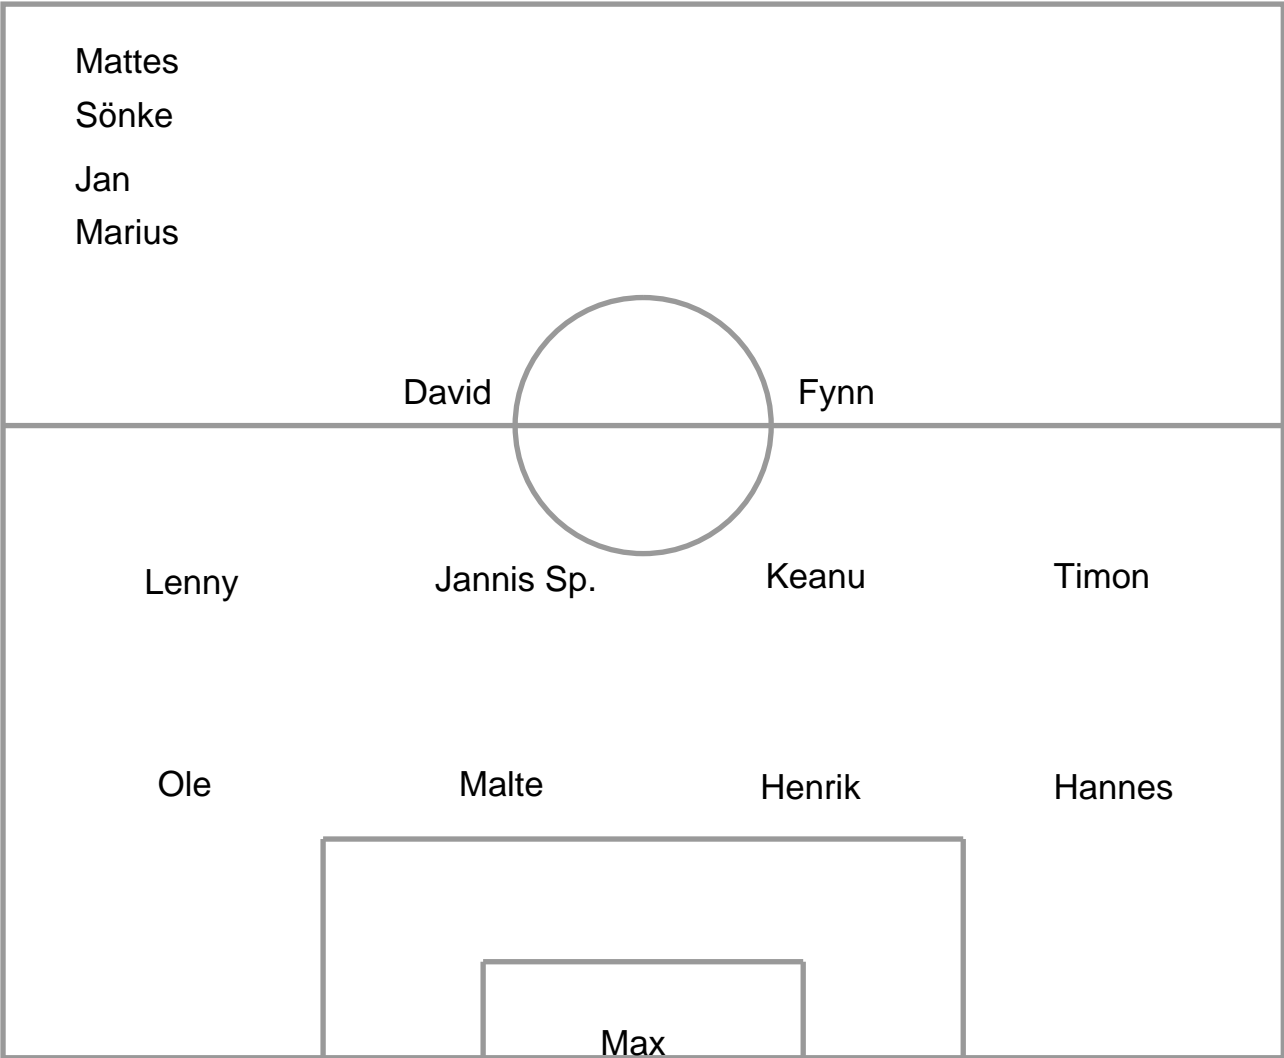 Mattes
Sönke
Jan
Marius
David Fynn
Lenny Jannis Sp. Keanu Timon
Ole Malte Henrik Hannes
Max